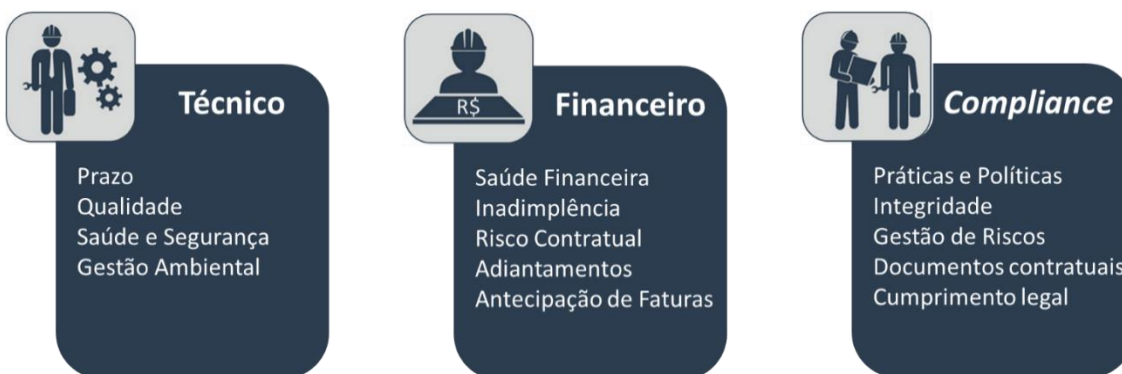 Técnico
Prazo
Qualidade
Saúde e Segurança
Gestão Ambiental
R$
Financeiro
Saúde Financeira
Inadimplência
Risco Contratual
Adiantamentos
Antecipação de Faturas
Compliance
Práticas e Políticas
Integridade
Gestão de Riscos
Documentos contratuais
Cumprimento legal